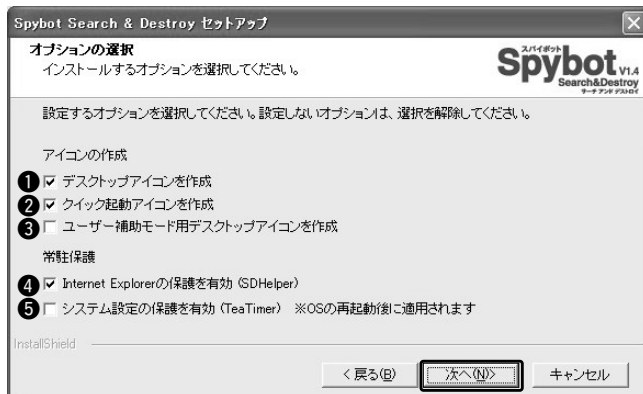 Spybot Search & Destroy セットアップ
オプションの選択
インストールするオプションを選択してください。
スパイボット
Spybot V1.4
Search&Destroy
サーチ アンド デストロイ
設定するオプションを選択してください。設定しないオプションは、選択を解除してください。
アイコンの作成
❶ デスクトップアイコンを作成
❷ クイック起動アイコンを作成
❸ ユーザー補助モード用デスクトップアイコンを作成
常駐保護
❹ Internet Explorerの保護を有効(SDHelper)
❺ システム設定の保護を有効(TeaTimer) ※OSの再起動後に適用されます
InstallShield
< 戻る(B) 次へ(N)> キャンセル